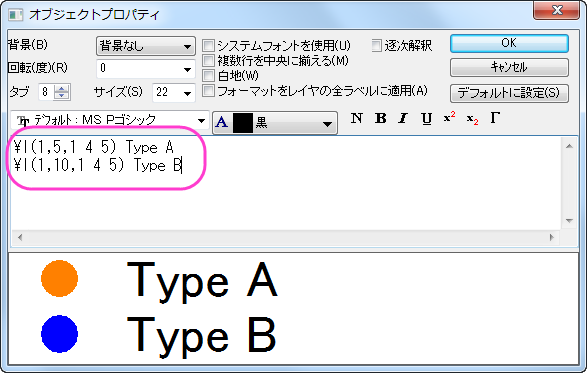 オブジェクトプロパティ
背景(B) 背景なし システムフォントを使用(U) 逐次解釈 OK
回転(度)(R) 0 複数行を中央に揃える(M) キャンセル
白地(W)
タブ 8 サイズ(S) 22 フォーマットをレイヤの全ラベルに適用(A) デフォルトに設定(S)
Tr デフォルト: MS Pゴシック A 黒 N B I U x² x₂ Γ
¥l(1,5,1 4 5) Type A
¥l(1,10,1 4 5) Type B
Type A
Type B